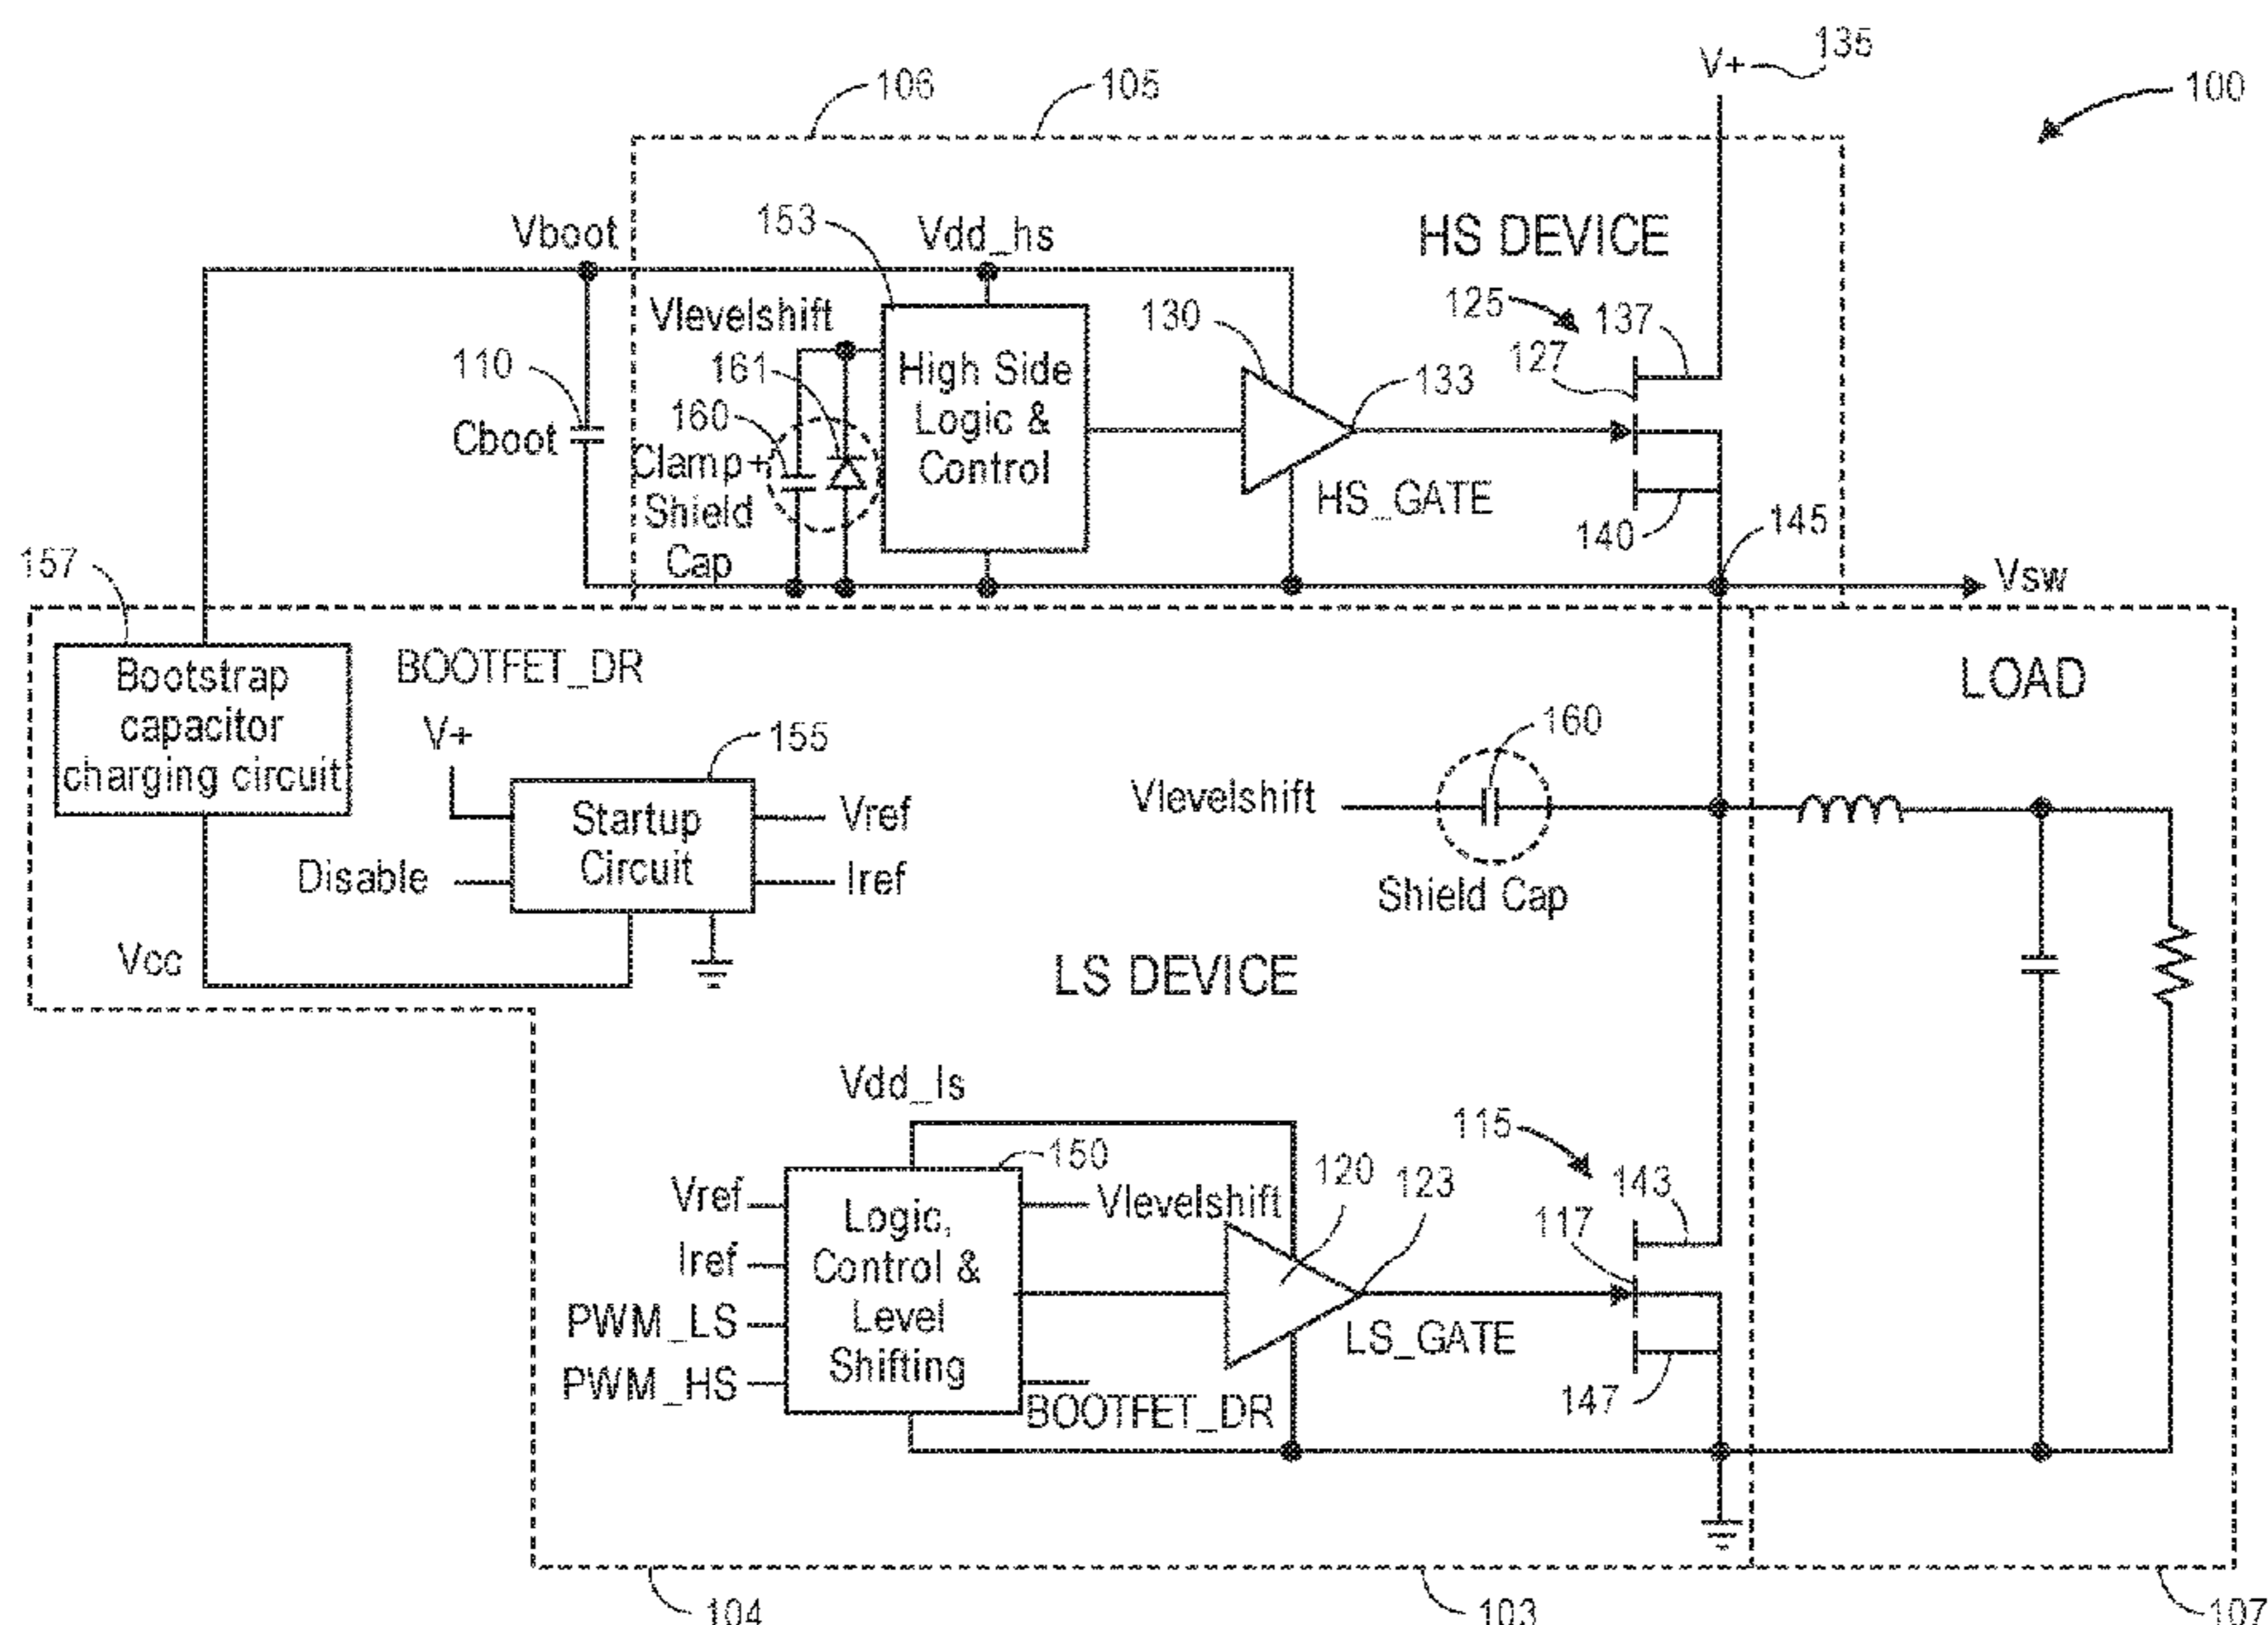 V+ 135
100
106
105
HS DEVICE
Vboot
153
Vdd_hs
Vlevelshift
125
137
127
130
133
110
Cboot
161
160
Clamp+
Shield
Cap
High Side
Logic &
Control
HS_GATE
140
145
Vsw
157
Bootstrap
capacitor
charging circuit
BOOTFET_DR
V+
155
Startup
Circuit
Vref
Iref
Disable
Vcc
Vlevelshift
160
Shield Cap
LOAD
LS DEVICE
Vdd_ls
150
Vref
Iref
PWM_LS
PWM_HS
Logic,
Control &
Level
Shifting
Vlevelshift
BOOTFET_DR
120
123
LS_GATE
115
143
117
147
104
103
107